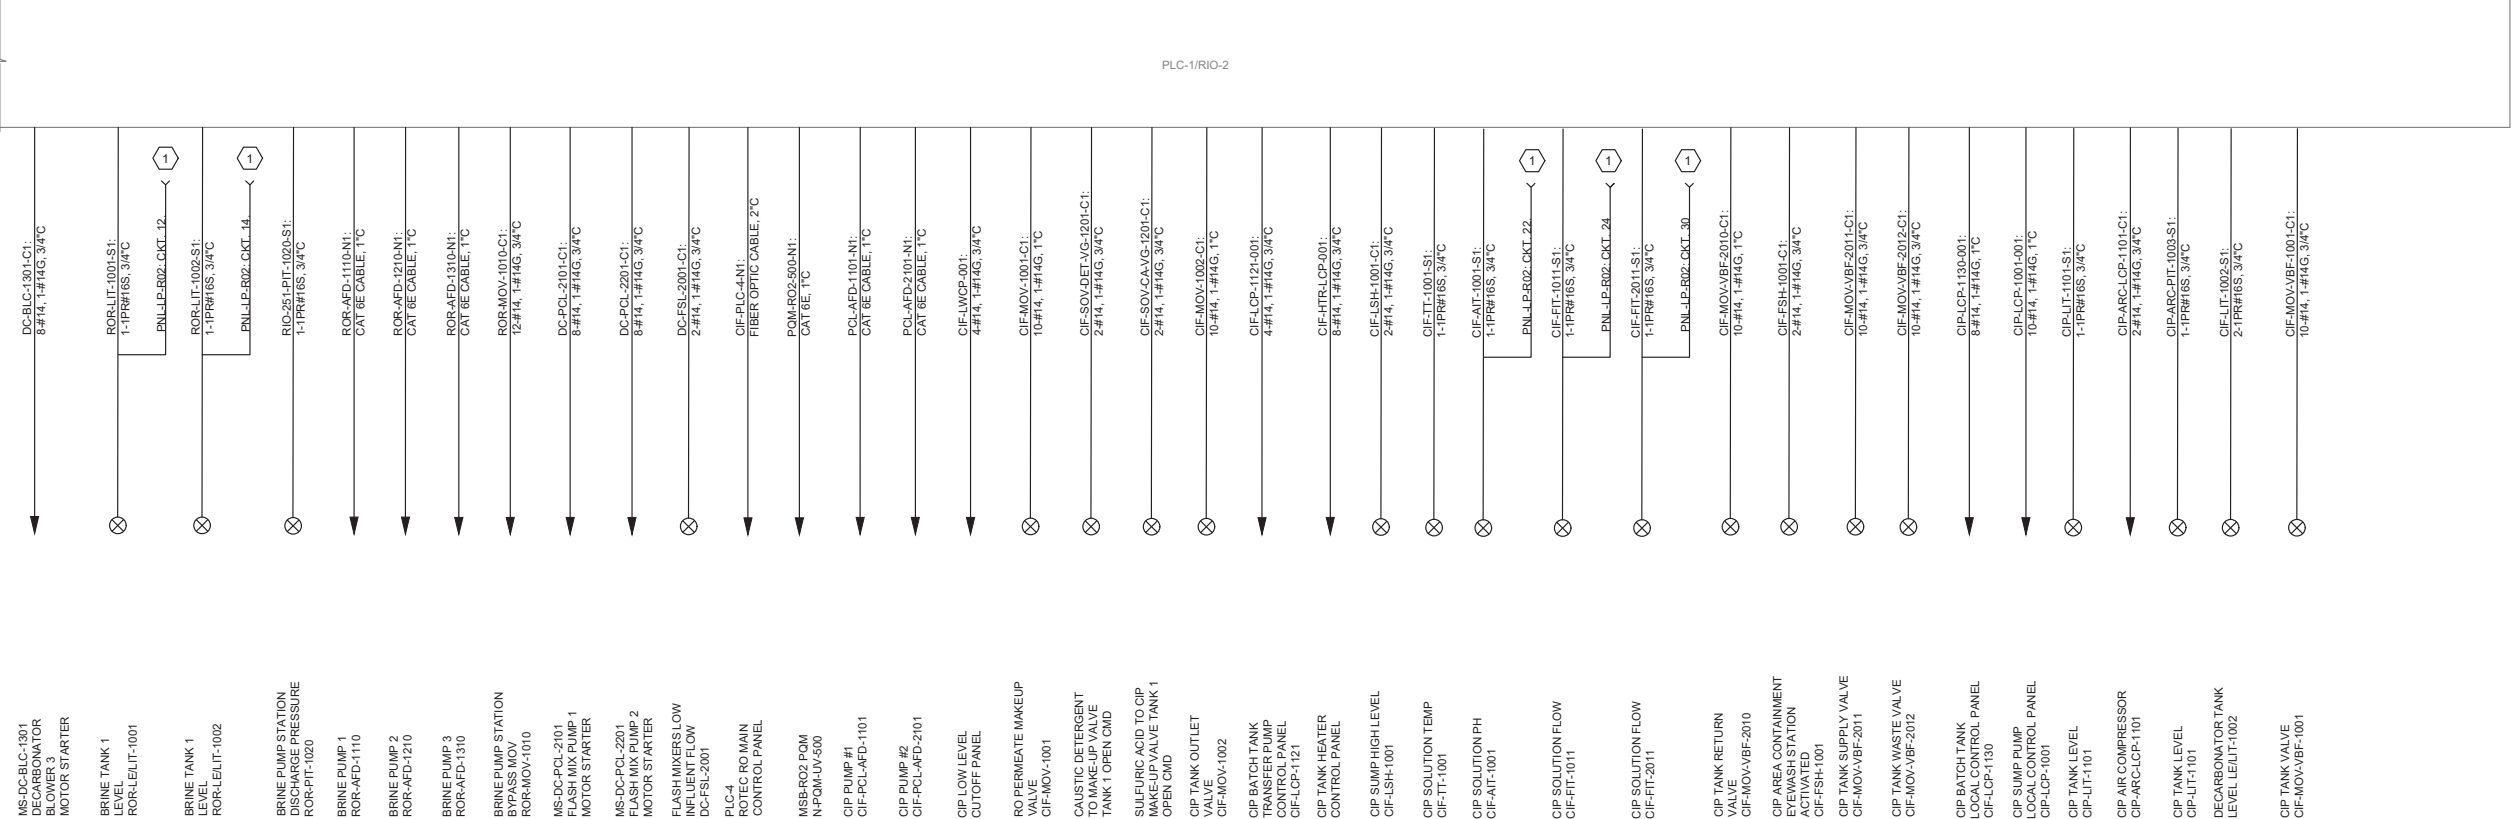 PLC-1/RIO-2
DC-BLC-1301-C1:
8-#14, 1-#14G, 3/4"C
ROR-LIT-1001-S1:
1-1PR#16S, 3/4"C
1
PNL-LP-R02: CKT. 12
ROR-LIT-1002-S1:
1-1PR#16S, 3/4"C
1
PNL-LP-R02: CKT. 14
RIO-251-PIT-1020-S1:
1-1PR#16S, 3/4"C
ROR-AFD-1110-N1:
CAT 6E CABLE, 1"C
ROR-AFD-1210-N1:
CAT 6E CABLE, 1"C
ROR-AFD-1310-N1:
CAT 6E CABLE, 1"C
ROR-MOV-1010-C1:
12-#14, 1-#14G, 3/4"C
DC-PCL-2101-C1:
8-#14, 1-#14G, 3/4"C
DC-PCL-2201-C1:
8-#14, 1-#14G, 3/4"C
DC-FSL-2001-C1:
2-#14, 1-#14G, 3/4"C
CIF-PLC-4-N1:
FIBER OPTIC CABLE, 2"C
PQM-RO2-500-N1:
CAT 6E, 1"C
PCL-AFD-1101-N1:
CAT 6E CABLE, 1"C
PCL-AFD-2101-N1:
CAT 6E CABLE, 1"C
CIF-LWCP-001:
4-#14, 1-#14G, 3/4"C
CIF-MOV-1001-C1:
10-#14, 1-#14G, 1"C
CIF-SOV-DET-VG-1201-C1:
2-#14, 1-#14G, 3/4"C
CIF-SOV-CA-VG-1201-C1:
2-#14, 1-#14G, 3/4"C
CIF-MOV-1002-C1:
10-#14, 1-#14G, 1"C
CIF-LCP-1121-001:
4-#14, 1-#14G, 3/4"C
CIF-HTR-LCP-001:
8-#14, 1-#14G, 3/4"C
CIF-LSH-1001-C1:
2-#14, 1-#14G, 3/4"C
CIF-TT-1001-S1:
1-1PR#16S, 3/4"C
CIF-AIT-1001-S1:
1-1PR#16S, 3/4"C
1
PNL-LP-R02: CKT. 22
CIF-FIT-1011-S1:
1-1PR#16S, 3/4"C
1
PNL-LP-R02: CKT. 24
CIF-FIT-2011-S1:
1-1PR#16S, 3/4"C
1
PNL-LP-R02: CKT. 30
CIF-MOV-VBF-2010-C1:
10-#14, 1-#14G, 3/4"C
CIF-FSH-1001-C1:
2-#14, 1-#14G, 3/4"C
CIF-MOV-VBF-2011-C1:
10-#14, 1-#14G, 3/4"C
CIF-MOV-VBF-2012-C1:
10-#14, 1-#14G, 3/4"C
CIP-LCP-1130-001:
8-#14, 1-#14G, 1"C
CIP-LCP-1001-001:
10-#14, 1-#14G, 1"C
CIP-LIT-1101-S1:
1-1PR#16S, 3/4"C
CIP-ARC-LCP-1101-C1:
2-#14, 1-#14G, 3/4"C
CIP-ARC-PIT-1003-S1:
1-1PR#16S, 3/4"C
CIF-LIT-1002-S1:
2-1PR#16S, 3/4"C
CIF-MOV-VBF-1001-C1:
10-#14, 1-#14G, 3/4"C
MS-DC-BLC-1301
DECARBONATOR
BLOWER 3
MOTOR STARTER
BRINE TANK 1
LEVEL
ROR-LE/LIT-1001
BRINE TANK 1
LEVEL
ROR-LE/LIT-1002
BRINE PUMP STATION
DISCHARGE PRESSURE
ROR-PIT-1020
BRINE PUMP 1
ROR-AFD-1110
BRINE PUMP 2
ROR-AFD-1210
BRINE PUMP 3
ROR-AFD-1310
BRINE PUMP STATION
BYPASS MOV
ROR-MOV-1010
MS-DC-PCL-2101
FLASH MIX PUMP 1
MOTOR STARTER
MS-DC-PCL-2201
FLASH MIX PUMP 2
MOTOR STARTER
FLASH MIXERS LOW
INFLUENT FLOW
DC-FSL-2001
PLC-4
ROTEC RO MAIN
CONTROL PANEL
MSB-RO2 PQM
N-PQM-UV-500
CIP PUMP #1
CIF-PCL-AFD-1101
CIP PUMP #2
CIF-PCL-AFD-2101
CIP LOW LEVEL
CUTOFF PANEL
RO PERMEATE MAKEUP
VALVE
CIF-MOV-1001
CAUSTIC DETERGENT
TO MAKE-UP VALVE
TANK 1 OPEN CMD
SULFURIC ACID TO CIP
MAKE-UP VALVE TANK 1
OPEN CMD
CIP TANK OUTLET
VALVE
CIF-MOV-1002
CIP BATCH TANK
TRANSFER PUMP
CONTROL PANEL
CIF-LCP-1121
CIP TANK HEATER
CONTROL PANEL
CIP SUMP HIGH LEVEL
CIF-LSH-1001
CIP SOLUTION TEMP
CIF-TT-1001
CIP SOLUTION PH
CIF-AIT-1001
CIP SOLUTION FLOW
CIF-FIT-1011
CIP SOLUTION FLOW
CIF-FIT-2011
CIP TANK RETURN
VALVE
CIF-MOV-VBF-2010
CIP AREA CONTAINMENT
EYEWASH STATION
ACTIVATED
CIF-FSH-1001
CIP TANK SUPPLY VALVE
CIF-MOV-VBF-2011
CIP TANK WASTE VALVE
CIF-MOV-VBF-2012
CIP BATCH TANK
LOCAL CONTROL PANEL
CIF-LCP-1130
CIP SUMP PUMP
LOCAL CONTROL PANEL
CIP-LCP-1001
CIP TANK LEVEL
CIP-LIT-1101
CIP AIR COMPRESSOR
CIP-ARC-LCP-1101
CIP TANK LEVEL
CIP-LIT-1101
DECARBONATOR TANK
LEVEL LE/LIT-1002
CIP TANK VALVE
CIF-MOV-VBF-1001